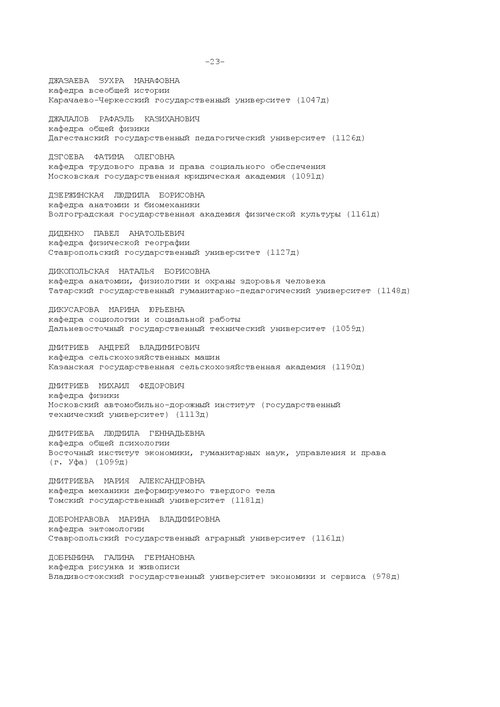 -23-
ДЖАЗАЕВА ЗУХРА МАНАФОВНА
кафедра всеобщей истории
Карачаево-Черкесский государственный университет (1047д)
ДЖАЛАЛОВ РАФАЭЛЬ КАЗИХАНОВИЧ
кафедра общей физики
Дагестанский государственный педагогический университет (1126д)
ДЗГОЕВА ФАТИМА ОЛЕГОВНА
кафедра трудового права и права социального обеспечения
Московская государственная юридическая академия (1091д)
ДЗЕРЖИНСКАЯ ЛЮДМИЛА БОРИСОВНА
кафедра анатомии и биомеханики
Волгоградская государственная академия физической культуры (1161д)
ДИДЕНКО ПАВЕЛ АНАТОЛЬЕВИЧ
кафедра физической географии
Ставропольский государственный университет (1127д)
ДИКОПОЛЬСКАЯ НАТАЛЬЯ БОРИСОВНА
кафедра анатомии, физиологии и охраны здоровья человека
Татарский государственный гуманитарно-педагогический университет (1148д)
ДИКУСАРОВА МАРИНА ЮРЬЕВНА
кафедра социологии и социальной работы
Дальневосточный государственный технический университет (1059д)
ДМИТРИЕВ АНДРЕЙ ВЛАДИМИРОВИЧ
кафедра сельскохозяйственных машин
Казанская государственная сельскохозяйственная академия (1190д)
ДМИТРИЕВ МИХАИЛ ФЕДОРОВИЧ
кафедра физики
Московский автомобильно-дорожный институт (государственный
технический университет) (1113д)
ДМИТРИЕВА ЛЮДМИЛА ГЕННАДЬЕВНА
кафедра общей психологии
Восточный институт экономики, гуманитарных наук, управления и права
(г. Уфа) (1099д)
ДМИТРИЕВА МАРИЯ АЛЕКСАНДРОВНА
кафедра механики деформируемого твердого тела
Томский государственный университет (1181д)
ДОБРОНРАВОВА МАРИНА ВЛАДИМИРОВНА
кафедра энтомологии
Ставропольский государственный аграрный университет (1161д)
ДОБРЫНИНА ГАЛИНА ГЕРМАНОВНА
кафедра рисунка и живописи
Владивостокский государственный университет экономики и сервиса (978д)